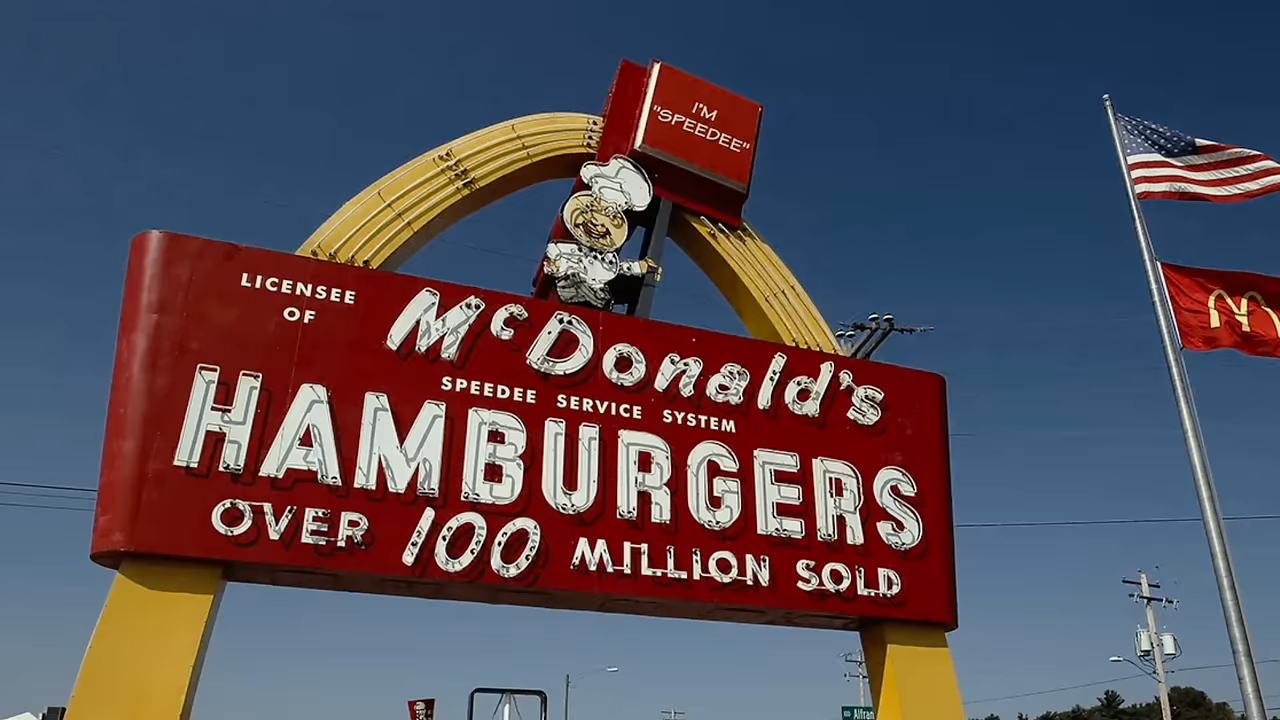 I'M
"SPEEDEE"
LICENSEE
OF
McDonald's
SPEEDEE SERVICE SYSTEM
HAMBURGERS
OVER 100 MILLION SOLD